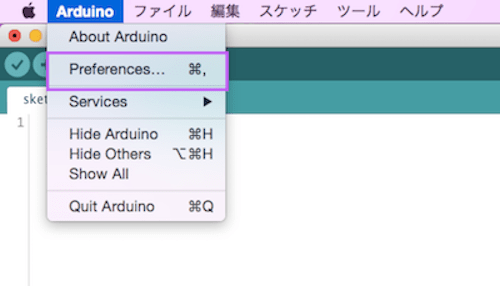 Arduino ファイル 編集 スケッチ ツール ヘルプ
About Arduino
Preferences... ⌘,
sket
Services ▶
1
Hide Arduino ⌘H
Hide Others ⌥⌘H
Show All
Quit Arduino ⌘Q